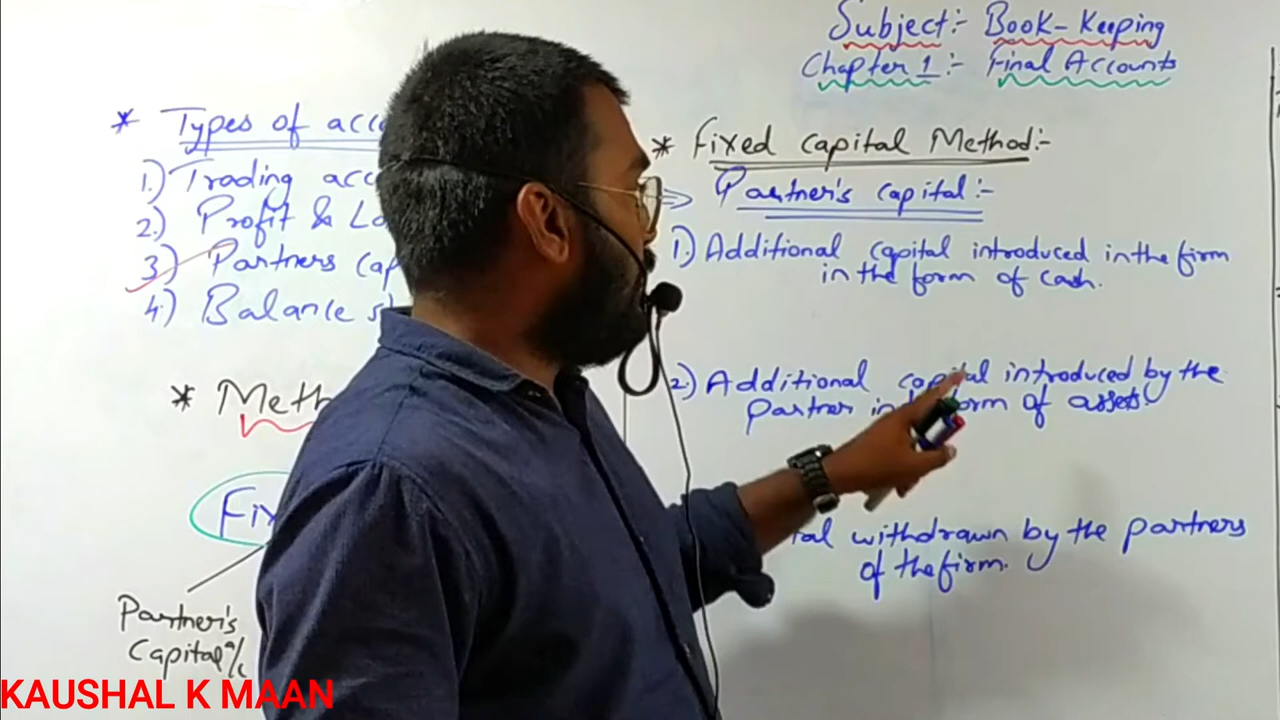 Subject:- Book-Keeping
Chapter 1:- Final Accounts
* Types of acc
1.) Trading acc
2.) Profit & Lo
3.) Partners cap
4.) Balance s
* Meth
Fix
Partner's
Capital a/c
* Fixed capital Method:-
Partner's capital:-
1.) Additional capital introduced in the firm
in the form of cash.
2.) Additional capital introduced by the
Partner in form of assets.
tal withdrawn by the partners
of the firm.
KAUSHAL K MAAN